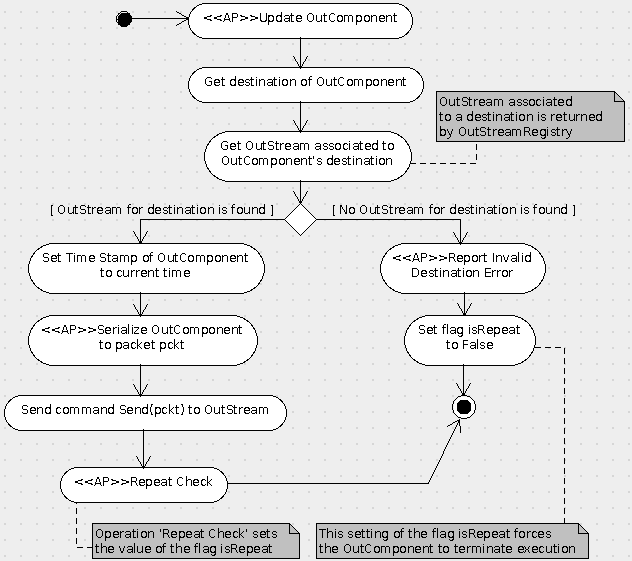 <<AP>>Update OutComponent
Get destination of OutComponent
OutStream associated
to a destination is returned
by OutStreamRegistry
Get OutStream associated to
OutComponent's destination
[ OutStream for destination is found ]
[ No OutStream for destination is found ]
Set Time Stamp of OutComponent
to current time
<<AP>>Report Invalid
Destination Error
<<AP>>Serialize OutComponent
to packet pckt
Set flag isRepeat
to False
Send command Send(pckt) to OutStream
<<AP>>Repeat Check
Operation 'Repeat Check' sets
the value of the flag isRepeat
This setting of the flag isRepeat forces
the OutComponent to terminate execution